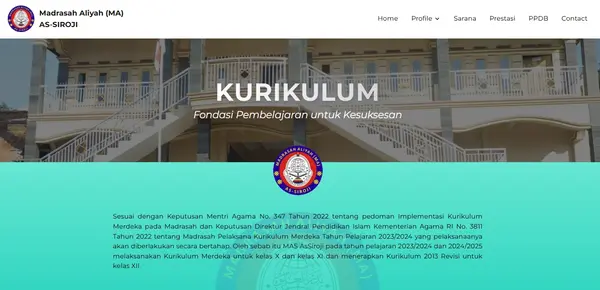 Madrasah Aliyah (MA)
AS-SIROJI
Home Profile Sarana Prestasi PPDB Contact
KURIKULUM
Fondasi Pembelajaran untuk Kesuksesan
MADRASAH ALIYAH (MA)
AS-SIROJI
Sesuai dengan Keputusan Mentri Agama No. 347 Tahun 2022 tentang pedoman Implementasi Kurikulum
Merdeka pada Madrasah dan Keputusan Direktur Jendral Pendidikan Islam Kementerian Agama RI No. 3811
Tahun 2022 tentang Madrasah Pelaksana Kurikulum Merdeka Tahun Pelajaran 2023/2024 yang pelaksanaanya
akan diberlakukan secara bertahap. Oleh sebab itu MAS AsSiroji pada tahun pelajaran 2023/2024 dan 2024/2025
melaksanakan Kurikulum Merdeka untuk kelas X dan kelas XI dan menerapkan Kurikulum 2013 Revisi untuk
kelas XII.